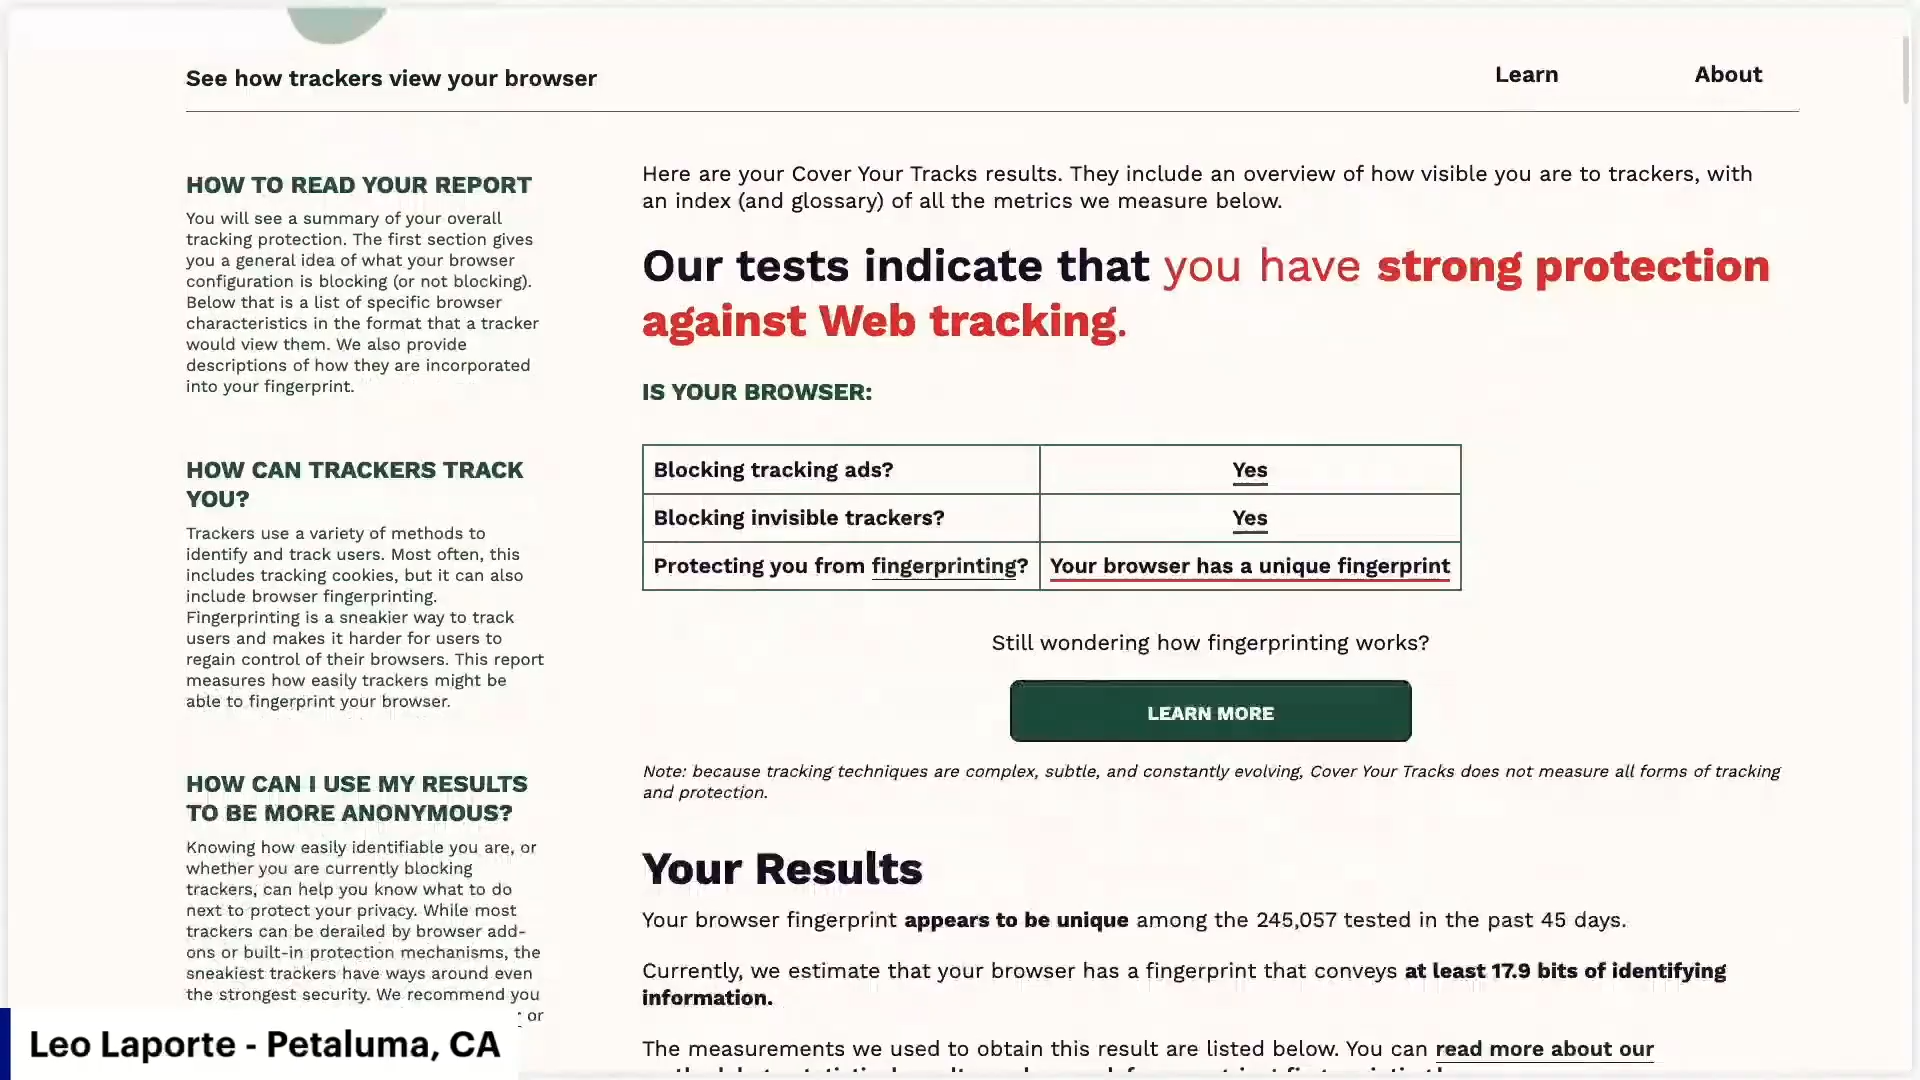 See how trackers view your browser
Learn
About
HOW TO READ YOUR REPORT
You will see a summary of your overall
tracking protection. The first section gives
you a general idea of what your browser
configuration is blocking (or not blocking).
Below that is a list of specific browser
characteristics in the format that a tracker
would view them. We also provide
descriptions of how they are incorporated
into your fingerprint.
HOW CAN TRACKERS TRACK
YOU?
Trackers use a variety of methods to
identify and track users. Most often, this
includes tracking cookies, but it can also
include browser fingerprinting.
Fingerprinting is a sneakier way to track
users and makes it harder for users to
regain control of their browsers. This report
measures how easily trackers might be
able to fingerprint your browser.
HOW CAN I USE MY RESULTS
TO BE MORE ANONYMOUS?
Knowing how easily identifiable you are, or
whether you are currently blocking
trackers, can help you know what to do
next to protect your privacy. While most
trackers can be derailed by browser add-
ons or built-in protection mechanisms, the
sneakiest trackers have ways around even
the strongest security. We recommend you
or
Here are your Cover Your Tracks results. They include an overview of how visible you are to trackers, with
an index (and glossary) of all the metrics we measure below.
Our tests indicate that you have strong protection
against Web tracking.
IS YOUR BROWSER:
Blocking tracking ads? Yes
Blocking invisible trackers? Yes
Protecting you from fingerprinting? Your browser has a unique fingerprint
Still wondering how fingerprinting works?
LEARN MORE
Note: because tracking techniques are complex, subtle, and constantly evolving, Cover Your Tracks does not measure all forms of tracking
and protection.
Your Results
Your browser fingerprint appears to be unique among the 245,057 tested in the past 45 days.
Currently, we estimate that your browser has a fingerprint that conveys at least 17.9 bits of identifying
information.
The measurements we used to obtain this result are listed below. You can read more about our
Leo Laporte - Petaluma, CA